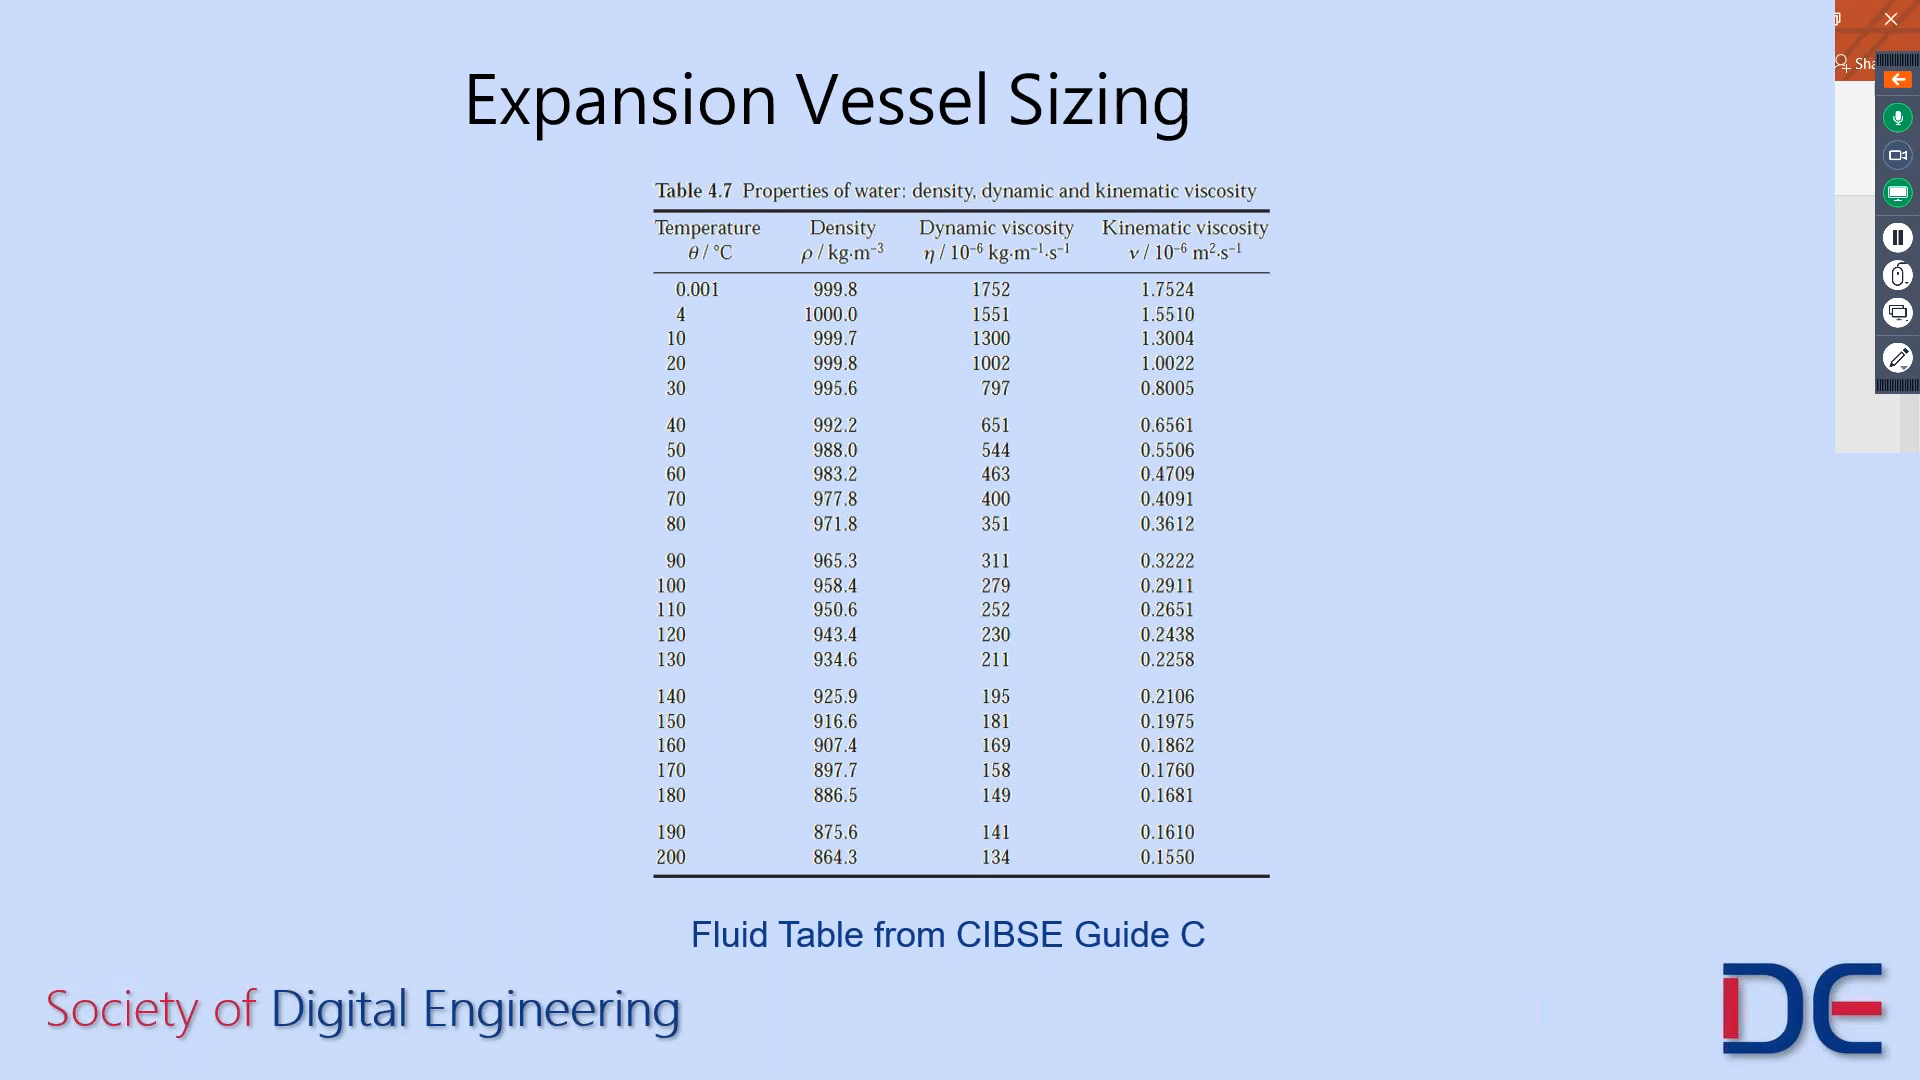 Expansion Vessel Sizing
Sha
Table 4.7 Properties of water: density, dynamic and kinematic viscosity
Temperature Density Dynamic viscosity Kinematic viscosity
θ / °C ρ / kg·m⁻³ η / 10⁻⁶ kg·m⁻¹·s⁻¹ ν / 10⁻⁶ m²·s⁻¹
0.001 999.8 1752 1.7524
4 1000.0 1551 1.5510
10 999.7 1300 1.3004
20 999.8 1002 1.0022
30 995.6 797 0.8005
40 992.2 651 0.6561
50 988.0 544 0.5506
60 983.2 463 0.4709
70 977.8 400 0.4091
80 971.8 351 0.3612
90 965.3 311 0.3222
100 958.4 279 0.2911
110 950.6 252 0.2651
120 943.4 230 0.2438
130 934.6 211 0.2258
140 925.9 195 0.2106
150 916.6 181 0.1975
160 907.4 169 0.1862
170 897.7 158 0.1760
180 886.5 149 0.1681
190 875.6 141 0.1610
200 864.3 134 0.1550
Fluid Table from CIBSE Guide C
Society of Digital Engineering
DE